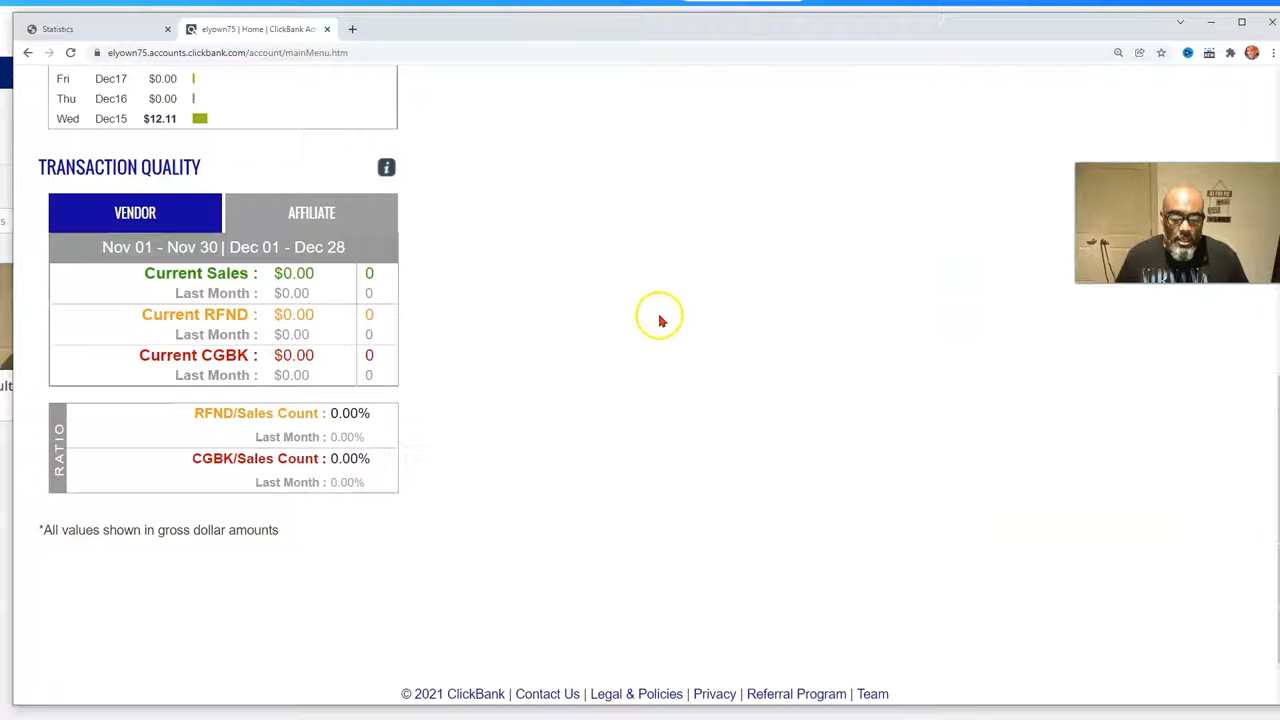 Statistics
elyown75 | Home | ClickBank Ad
elyown75.accounts.clickbank.com/account/mainMenu.htm
Fri Dec17 $0.00
Thu Dec16 $0.00
Wed Dec15 $12.11
TRANSACTION QUALITY
VENDOR AFFILIATE
Nov 01 - Nov 30 | Dec 01 - Dec 28
Current Sales : $0.00 0
Last Month : $0.00 0
Current RFND : $0.00 0
Last Month : $0.00 0
Current CGBK : $0.00 0
Last Month : $0.00 0
RATIO
RFND/Sales Count : 0.00%
Last Month : 0.00%
CGBK/Sales Count : 0.00%
Last Month : 0.00%
*All values shown in gross dollar amounts
© 2021 ClickBank | Contact Us | Legal & Policies | Privacy | Referral Program | Team